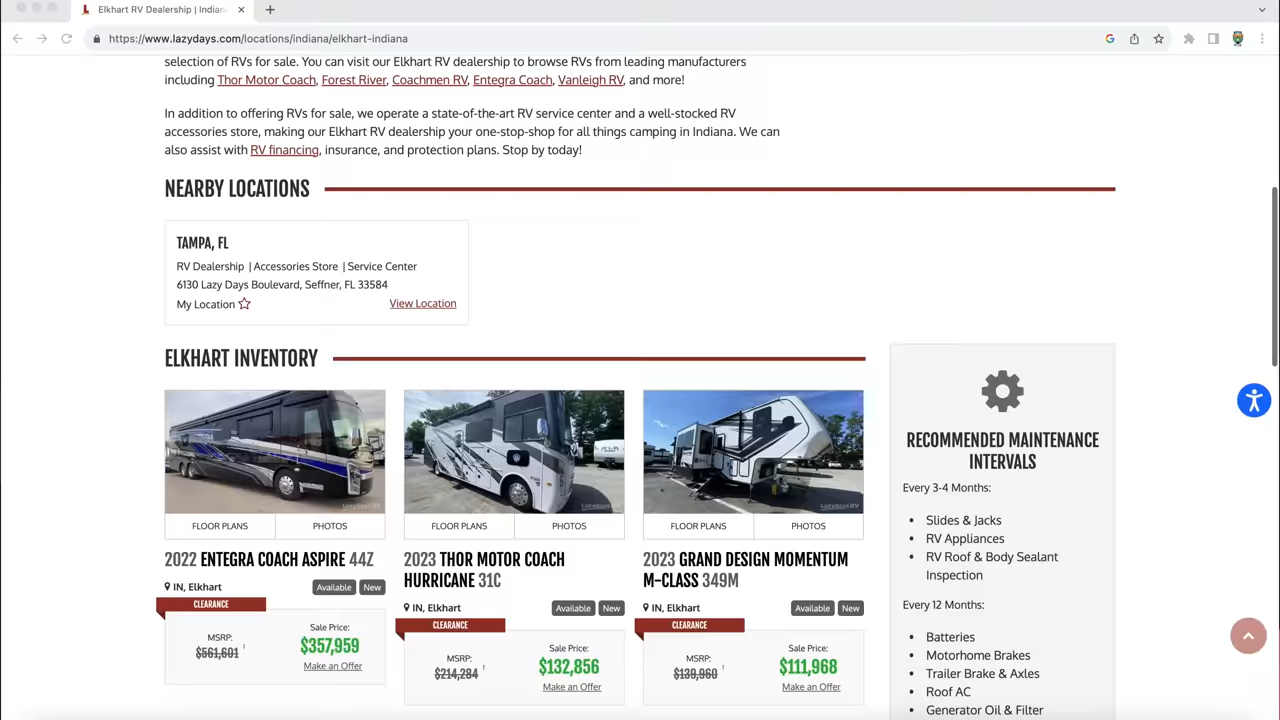 Elkhart RV Dealership | Indiana
https://www.lazydays.com/locations/indiana/elkhart-indiana
selection of RVs for sale. You can visit our Elkhart RV dealership to browse RVs from leading manufacturers
including Thor Motor Coach, Forest River, Coachmen RV, Entegra Coach, Vanleigh RV, and more!
In addition to offering RVs for sale, we operate a state-of-the-art RV service center and a well-stocked RV
accessories store, making our Elkhart RV dealership your one-stop-shop for all things camping in Indiana. We can
also assist with RV financing, insurance, and protection plans. Stop by today!
NEARBY LOCATIONS
TAMPA, FL
RV Dealership | Accessories Store | Service Center
6130 Lazy Days Boulevard, Seffner, FL 33584
My Location View Location
ELKHART INVENTORY
FLOOR PLANS PHOTOS
2022 ENTEGRA COACH ASPIRE 44Z
IN, Elkhart Available New
CLEARANCE
MSRP: $561,601 !
Sale Price: $357,959
Make an Offer
FLOOR PLANS PHOTOS
2023 THOR MOTOR COACH
HURRICANE 31C
IN, Elkhart Available New
CLEARANCE
MSRP: $214,284 !
Sale Price: $132,856
Make an Offer
FLOOR PLANS PHOTOS
2023 GRAND DESIGN MOMENTUM
M-CLASS 349M
IN, Elkhart Available New
CLEARANCE
MSRP: $139,960 !
Sale Price: $111,968
Make an Offer
RECOMMENDED MAINTENANCE
INTERVALS
Every 3-4 Months:
• Slides & Jacks
• RV Appliances
• RV Roof & Body Sealant
Inspection
Every 12 Months:
• Batteries
• Motorhome Brakes
• Trailer Brake & Axles
• Roof AC
• Generator Oil & Filter